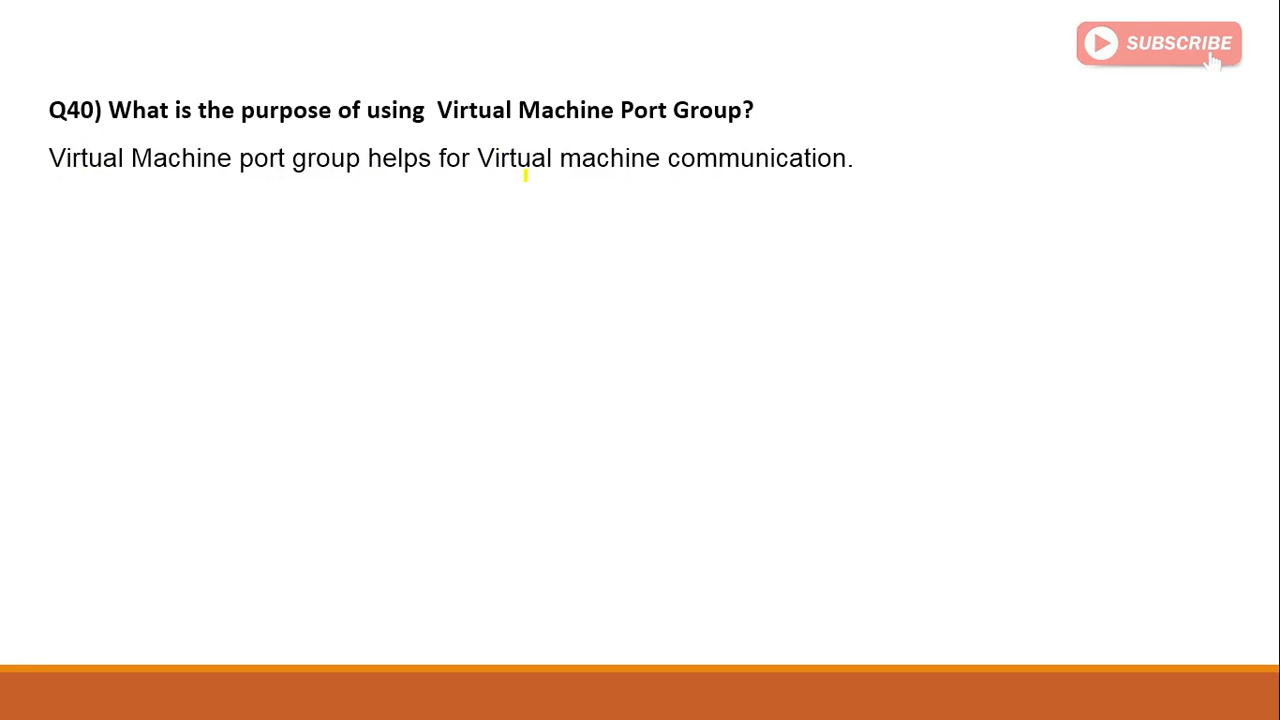 SUBSCRIBE
Q40) What is the purpose of using  Virtual Machine Port Group?
Virtual Machine port group helps for Virtual machine communication.